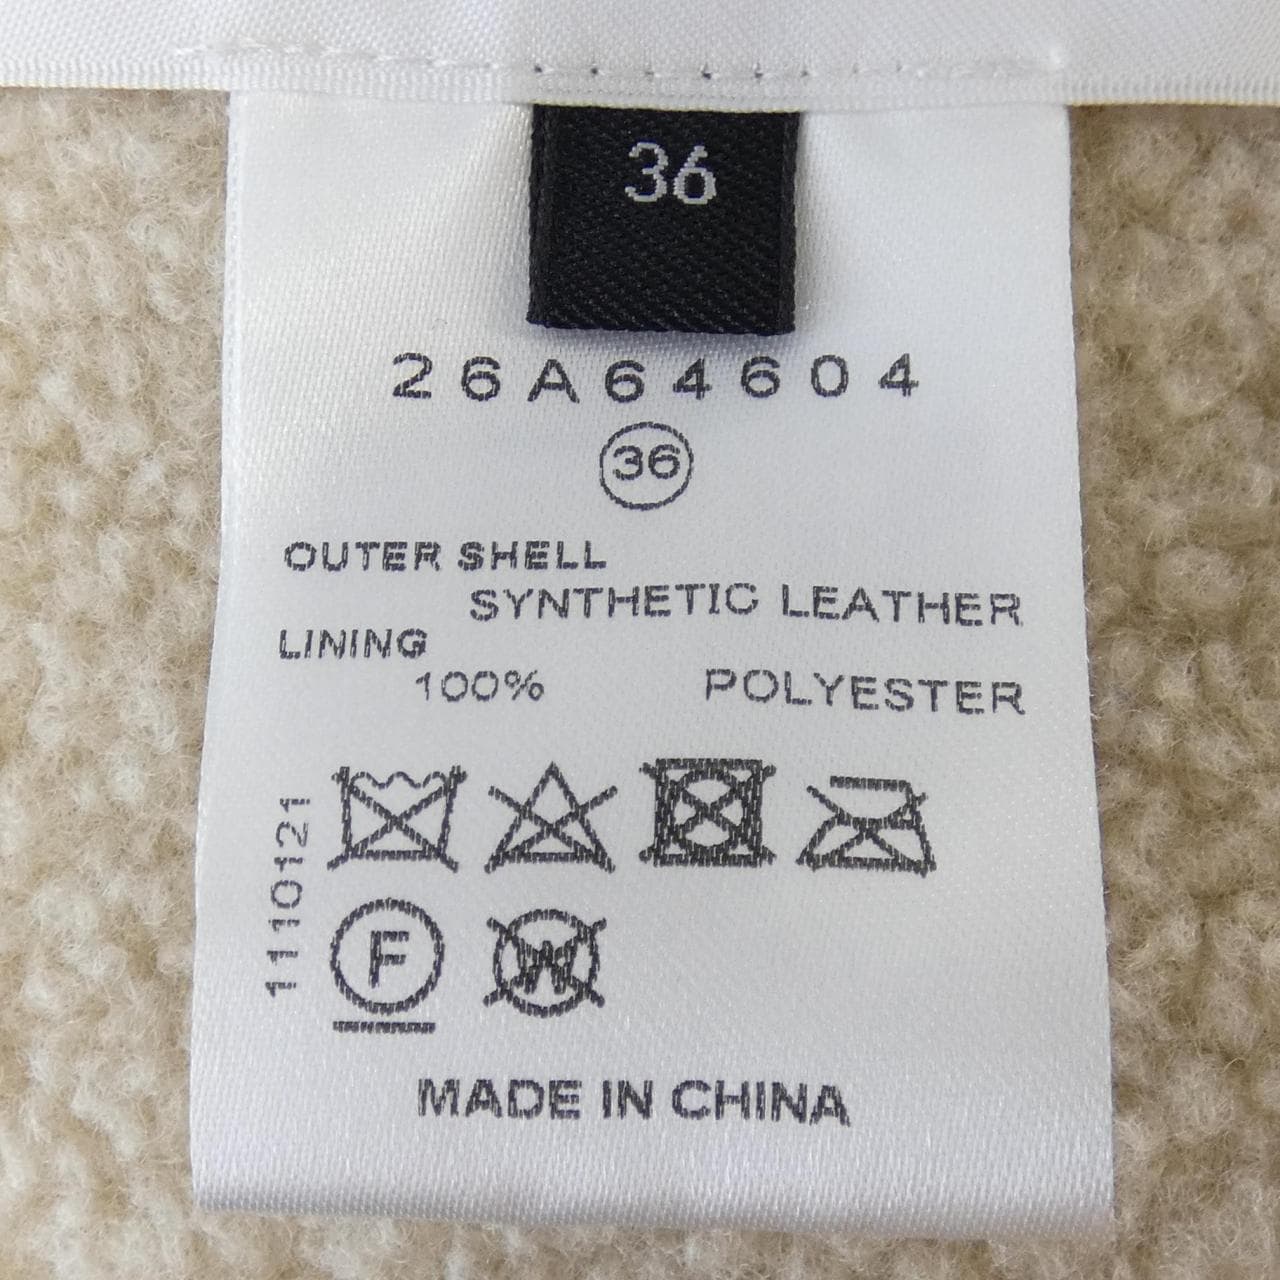 36
26A64604
36
OUTER SHELL
SYNTHETIC LEATHER
LINING
100% POLYESTER
1110121
F
W
MADE IN CHINA